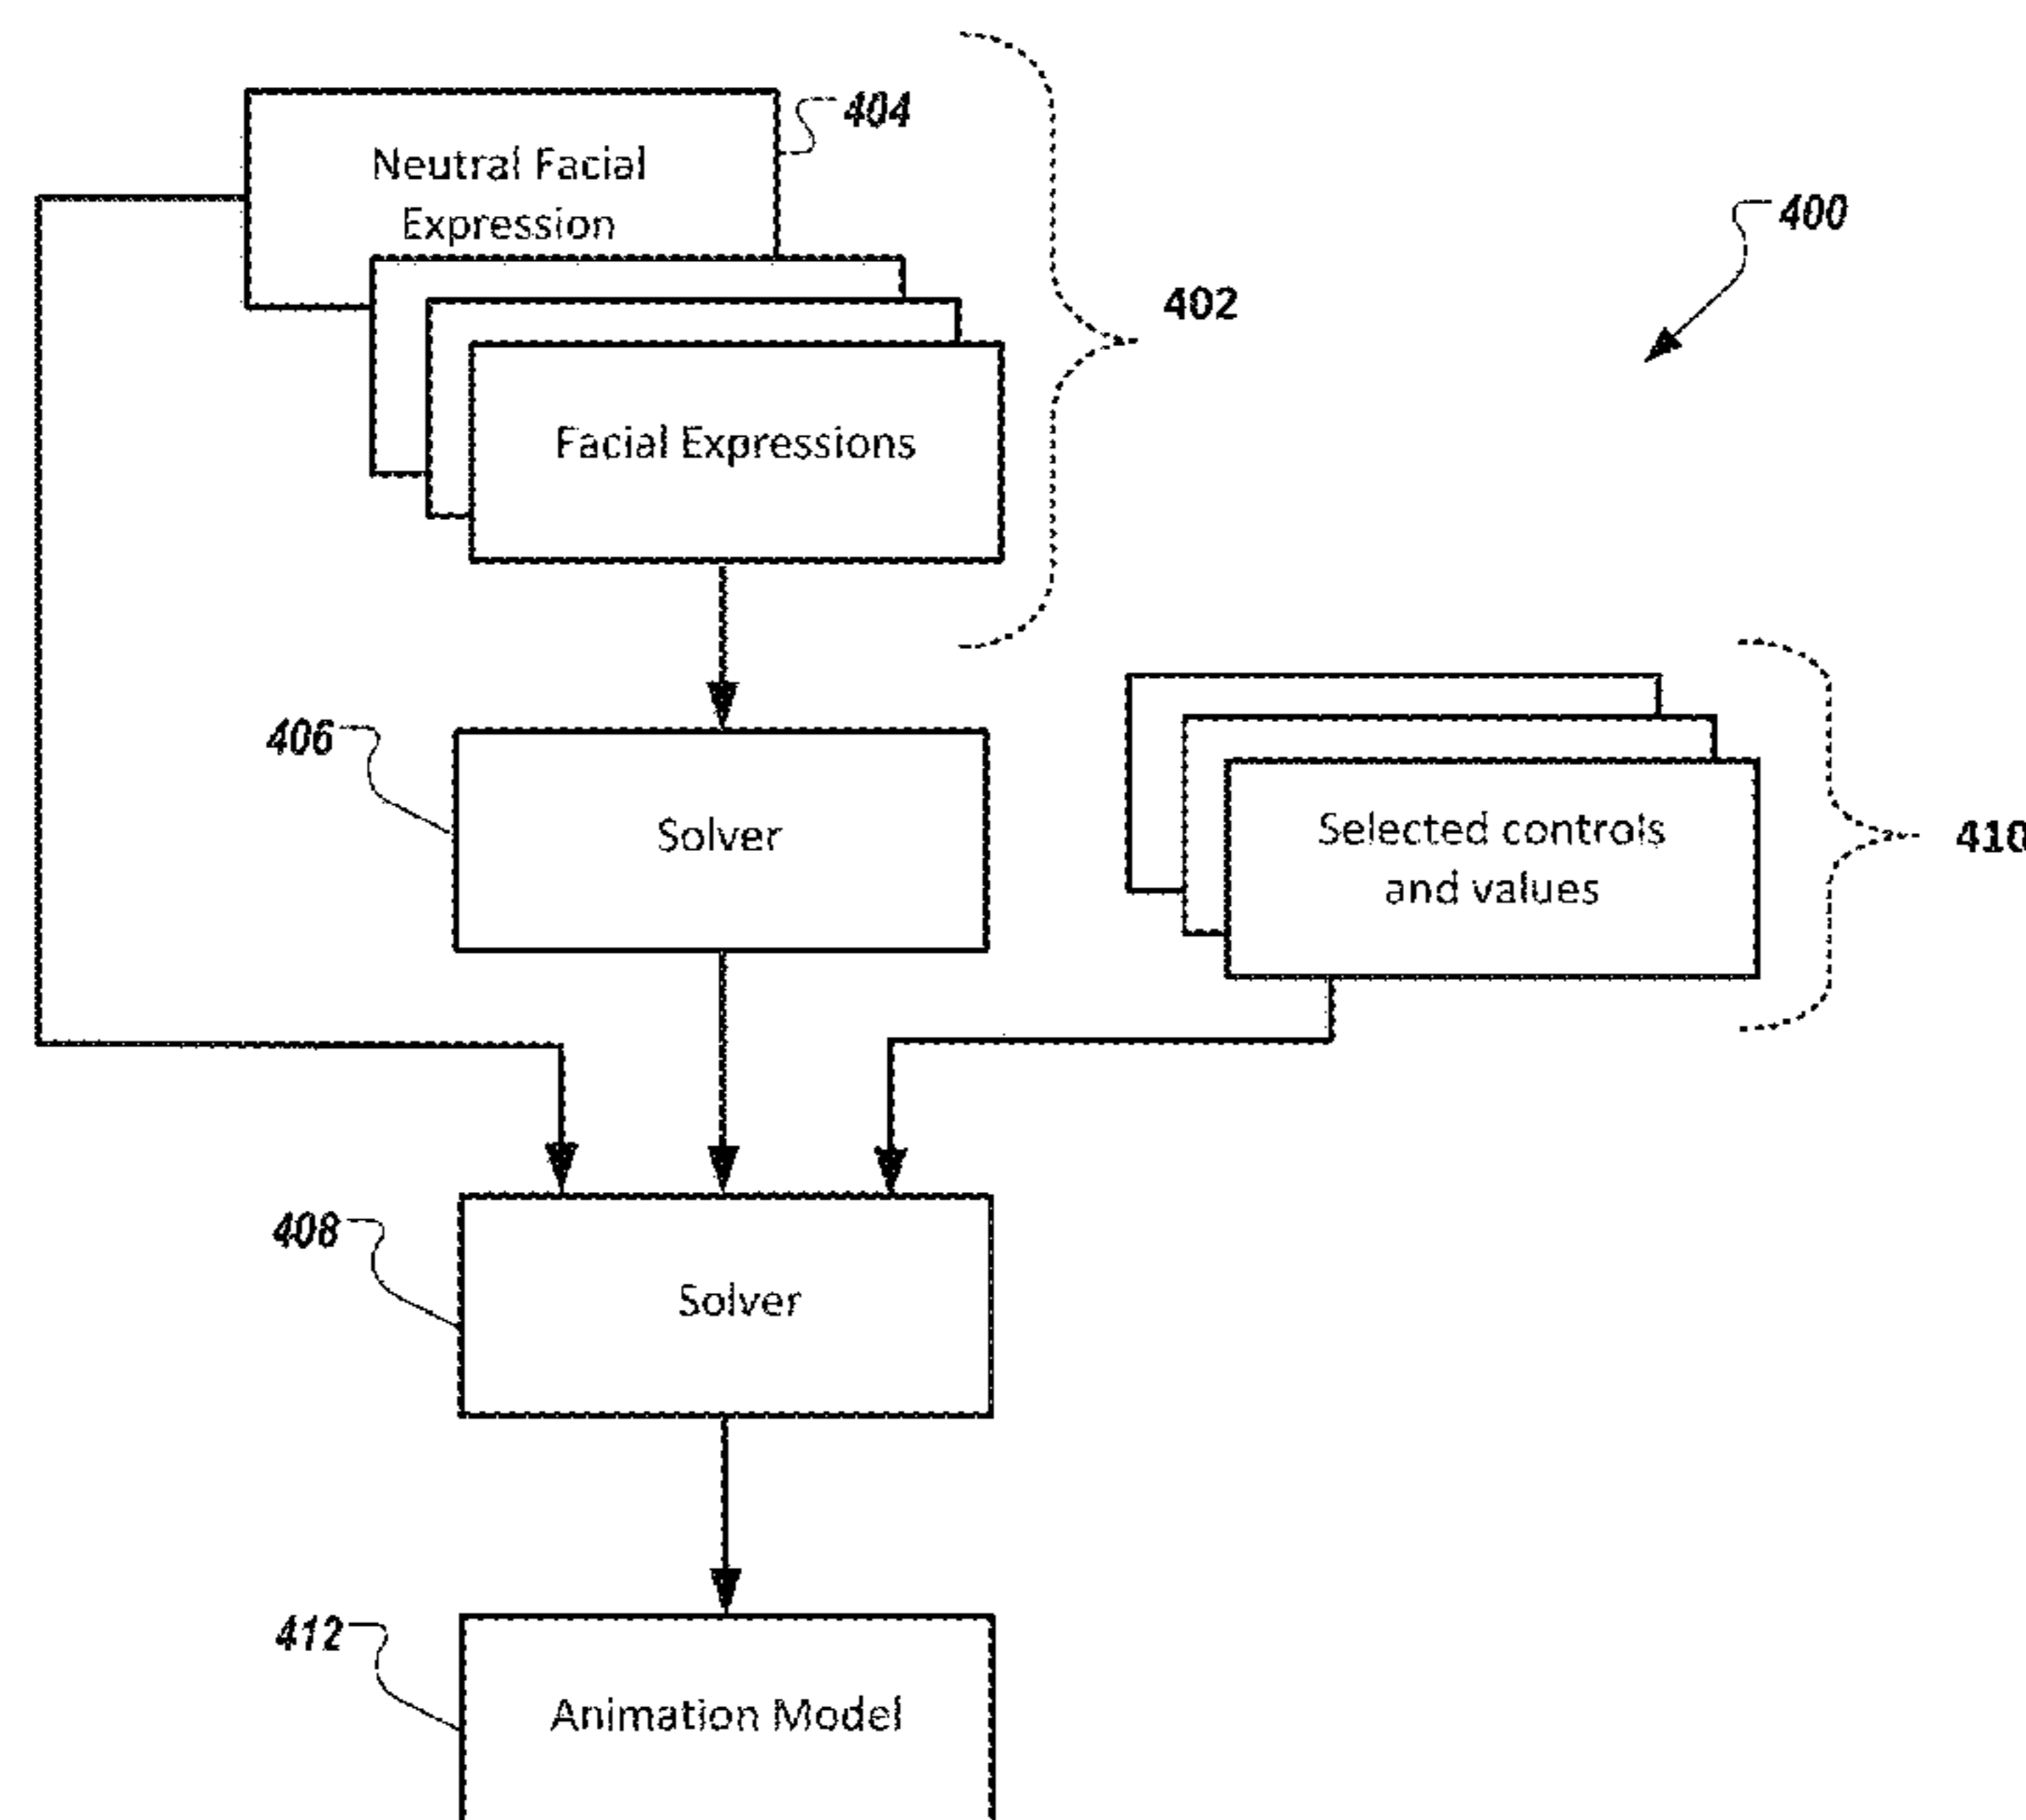 404
Neutral Facial
Expression
400
402
Facial Expressions
406
Solver
Selected controls
and values
410
408
Solver
412
Animation Model